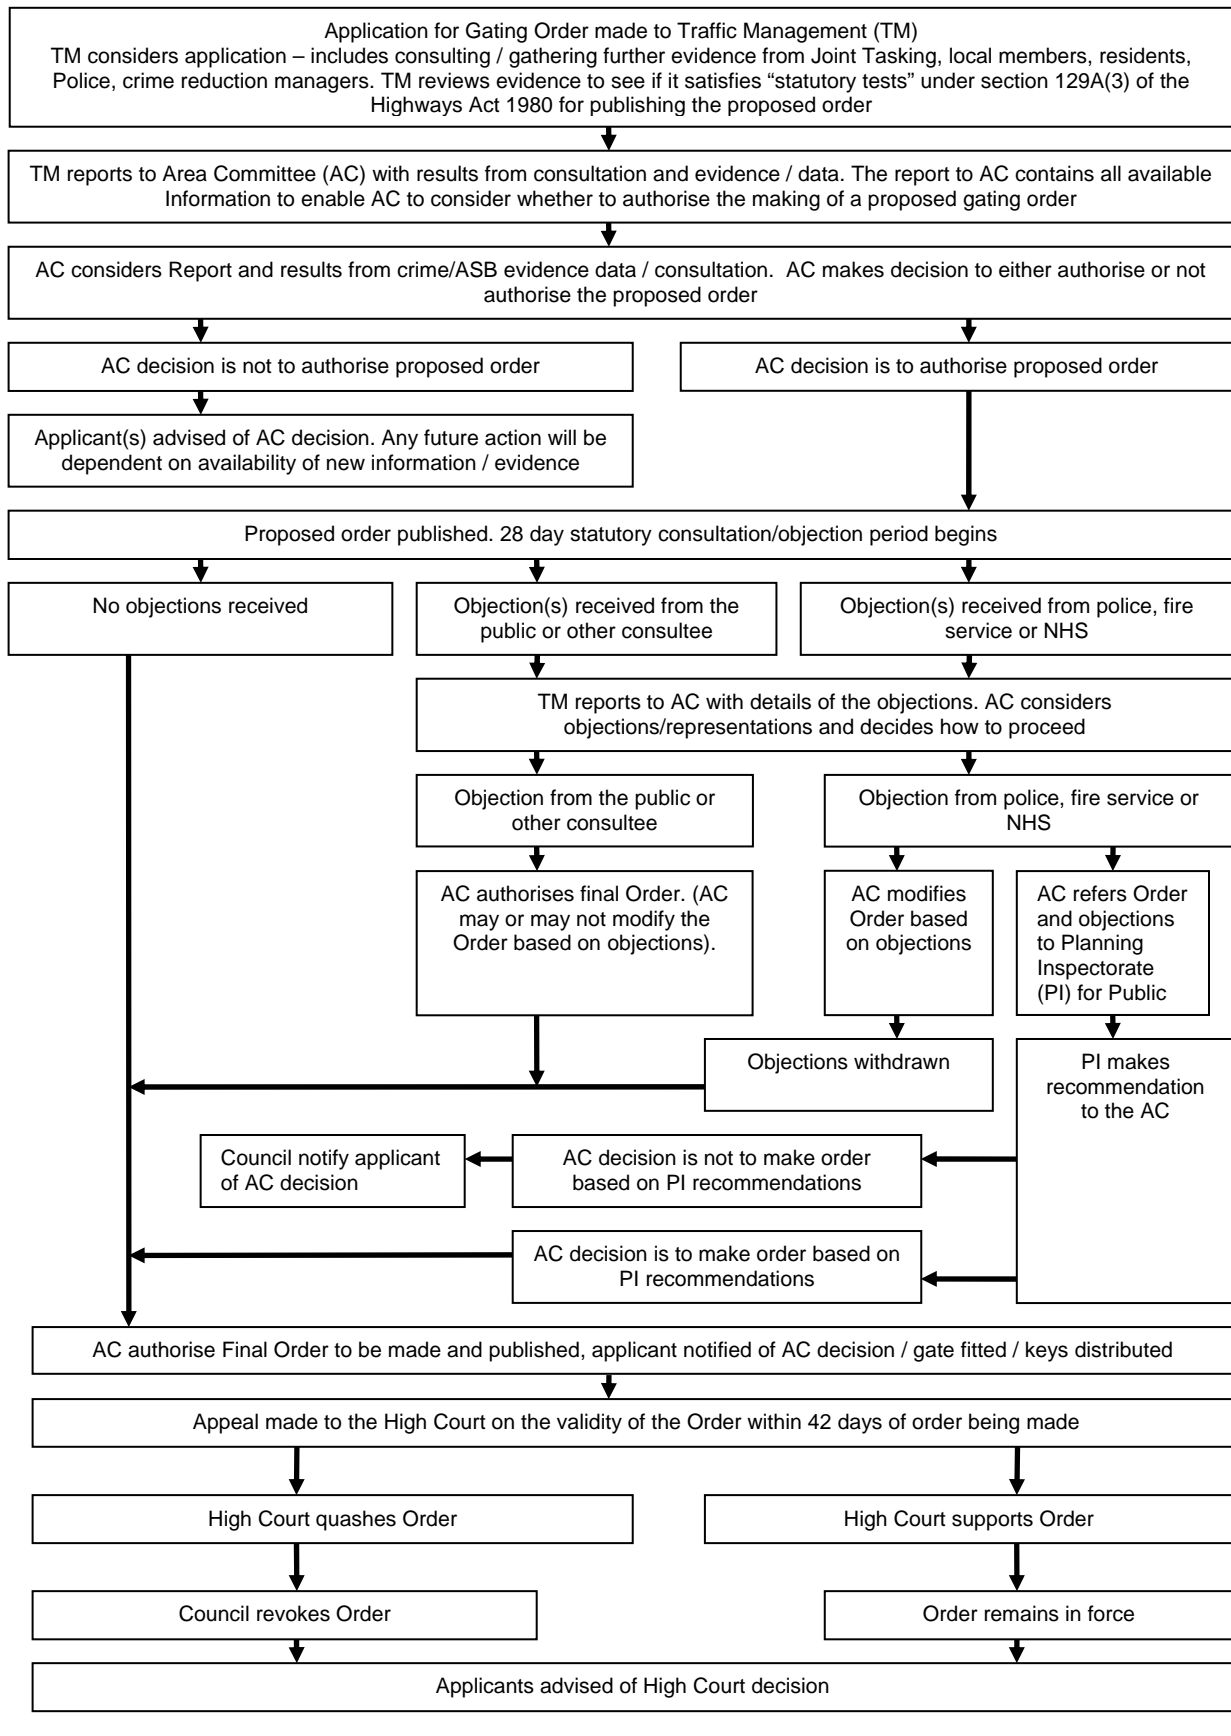 Application for Gating Order made to Traffic Management (TM)
TM considers application – includes consulting / gathering further evidence from Joint Tasking, local members, residents,
Police, crime reduction managers. TM reviews evidence to see if it satisfies “statutory tests” under section 129A(3) of the
Highways Act 1980 for publishing the proposed order
TM reports to Area Committee (AC) with results from consultation and evidence / data. The report to AC contains all available
Information to enable AC to consider whether to authorise the making of a proposed gating order
AC considers Report and results from crime/ASB evidence data / consultation.  AC makes decision to either authorise or not
authorise the proposed order
AC decision is not to authorise proposed order
AC decision is to authorise proposed order
Applicant(s) advised of AC decision. Any future action will be
dependent on availability of new information / evidence
Proposed order published. 28 day statutory consultation/objection period begins
No objections received
Objection(s) received from the
public or other consultee
Objection(s) received from police, fire
service or NHS
TM reports to AC with details of the objections. AC considers
objections/representations and decides how to proceed
Objection from the public or
other consultee
Objection from police, fire service or
NHS
AC authorises final Order. (AC
may or may not modify the
Order based on objections).
AC modifies
Order based
on objections
AC refers Order
and objections
to Planning
Inspectorate
(PI) for Public
Objections withdrawn
PI makes
recommendation
to the AC
Council notify applicant
of AC decision
AC decision is not to make order
based on PI recommendations
AC decision is to make order based on
PI recommendations
AC authorise Final Order to be made and published, applicant notified of AC decision / gate fitted / keys distributed
Appeal made to the High Court on the validity of the Order within 42 days of order being made
High Court quashes Order
High Court supports Order
Council revokes Order
Order remains in force
Applicants advised of High Court decision